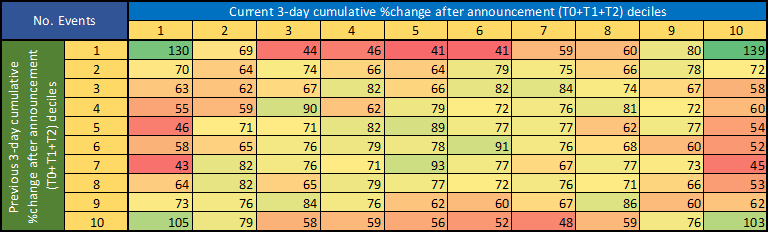 No. Events
Current 3-day cumulative %change after announcement (T0+T1+T2) deciles
1 2 3 4 5 6 7 8 9 10
Previous 3-day cumulative
%change after announcement
(T0+T1+T2) deciles
1 130 69 44 46 41 41 59 60 80 139
2 70 64 74 66 64 79 75 66 78 72
3 63 62 67 82 66 82 84 74 67 58
4 55 59 90 62 79 72 76 81 72 60
5 46 71 71 82 89 77 77 62 77 54
6 58 65 76 79 78 91 76 68 60 52
7 43 82 76 71 93 77 67 77 73 45
8 64 82 65 79 77 72 76 71 66 53
9 73 76 84 76 62 60 67 86 60 62
10 105 79 58 59 56 52 48 59 76 103